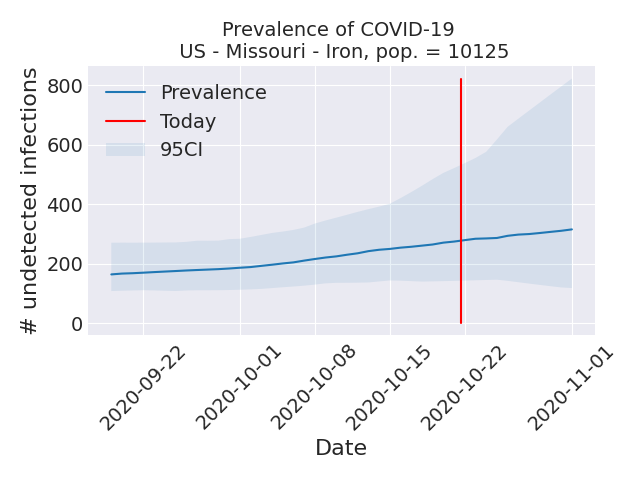 Prevalence of COVID-19
US - Missouri - Iron, pop. = 10125
# undetected infections
800
600
400
200
0
Prevalence
Today
95CI
2020-09-22
2020-10-01
2020-10-08
2020-10-15
2020-10-22
2020-11-01
Date